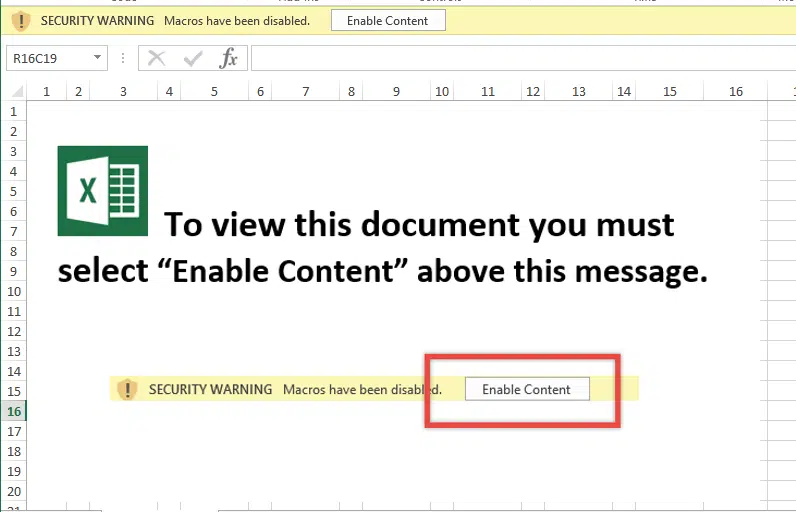 SECURITY WARNING Macros have been disabled. Enable Content
R16C19 fx
1 2 3 4 5 6 7 8 9 10 11 12 13 14 15 16
1
2
3
4
5
6
7
8
9
10
11
12
13
14
15
16
17
18
19
20
X
To view this document you must
select “Enable Content” above this message.
SECURITY WARNING Macros have been disabled. Enable Content